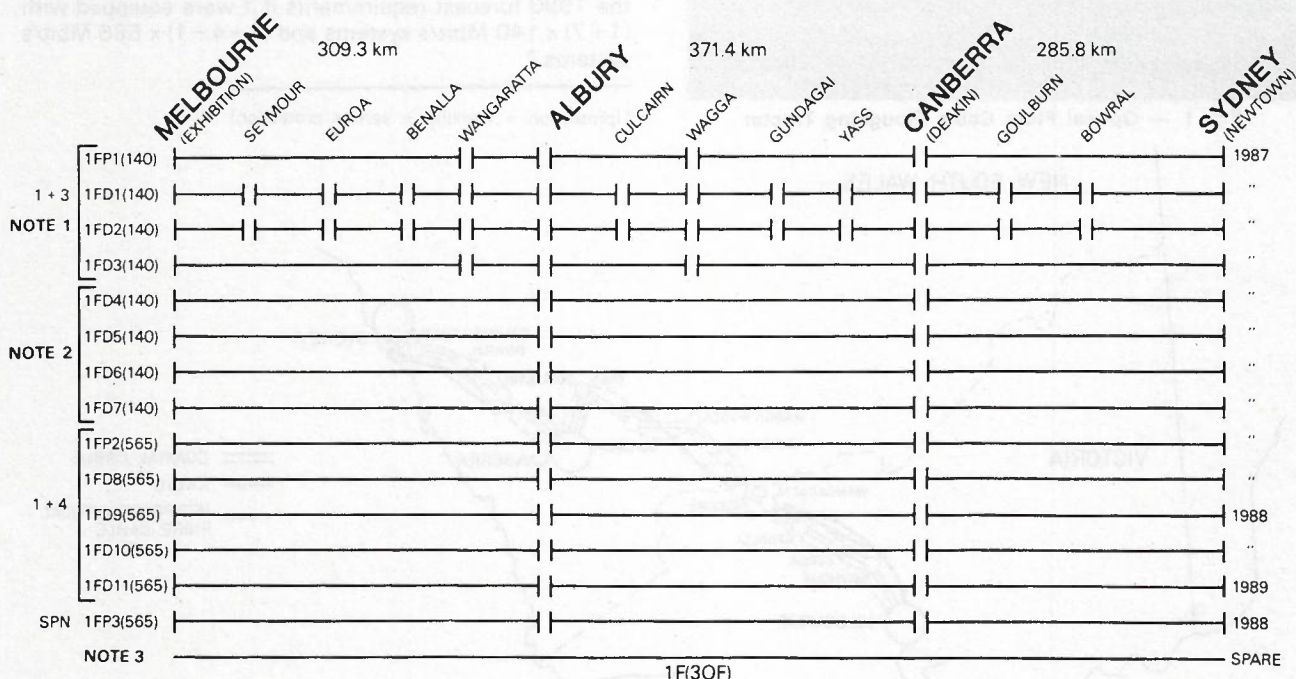 309.3 km 371.4 km 285.8 km
MELBOURNE
(EXHIBITION)
SEYMOUR
EUROA
BENALLA
WANGARATTA
ALBURY
CULCAIRN
WAGGA
GUNDAGAI
YASS
CANBERRA
(DEAKIN)
GOULBURN
BOWRAL
SYDNEY
(NEWTOWN)
1FP1(140) 1987
1 + 3 1FD1(140) "
NOTE 1 1FD2(140) "
1FD3(140) "
1FD4(140) "
1FD5(140) "
NOTE 2
1FD6(140) "
1FD7(140) "
1FP2(565) "
1FD8(565) "
1 + 4
1FD9(565) 1988
1FD10(565) "
1FD11(565) 1989
SPN 1FP3(565) 1988
NOTE 3 SPARE
1F(3OF)
VICTORIA